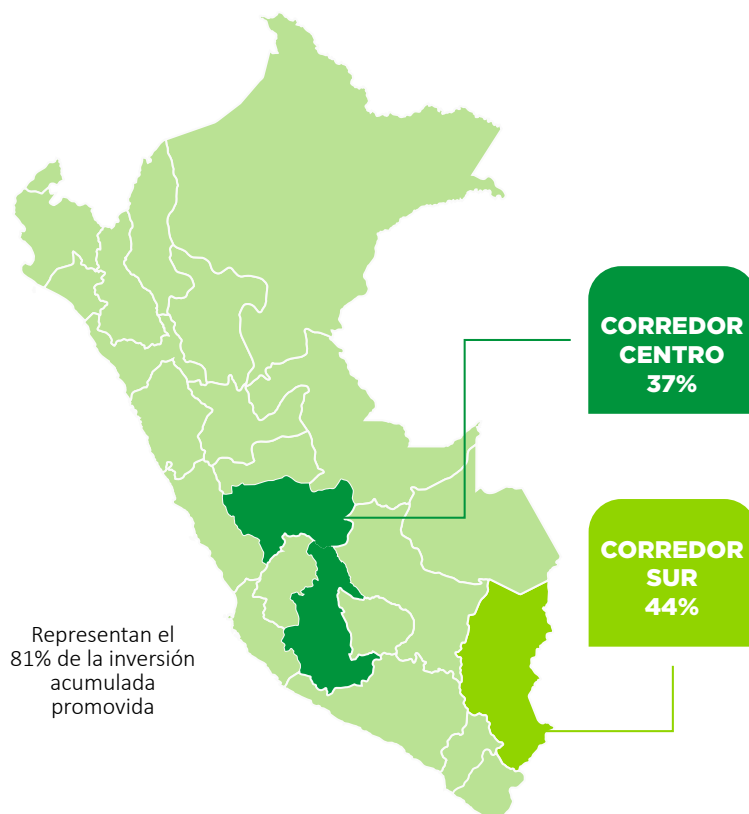 CORREDOR
CENTRO
37%
CORREDOR
SUR
44%
Representan el
81% de la inversión
acumulada
promovida